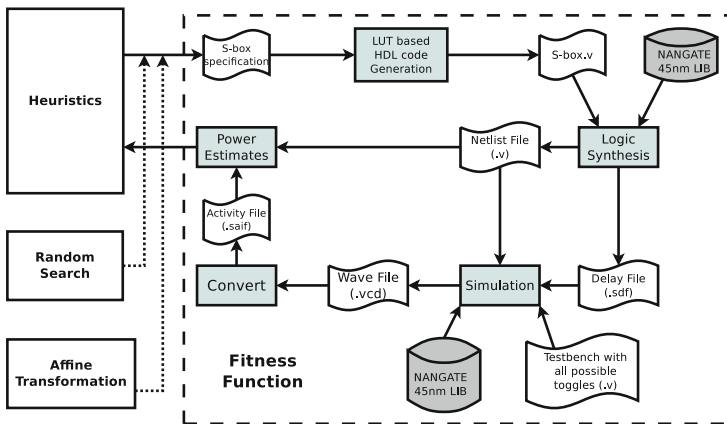 Heuristics
S-box
specification
LUT based
HDL code
Generation
S-box.v
NANGATE
45nm LIB
Power
Estimates
Netlist File
(.v)
Logic
Synthesis
Activity File
(.saif)
Random
Search
Convert
Wave File
(.vcd)
Simulation
Delay File
(.sdf)
Affine
Transformation
Fitness
Function
NANGATE
45nm LIB
Testbench with
all possible
toggles (.v)